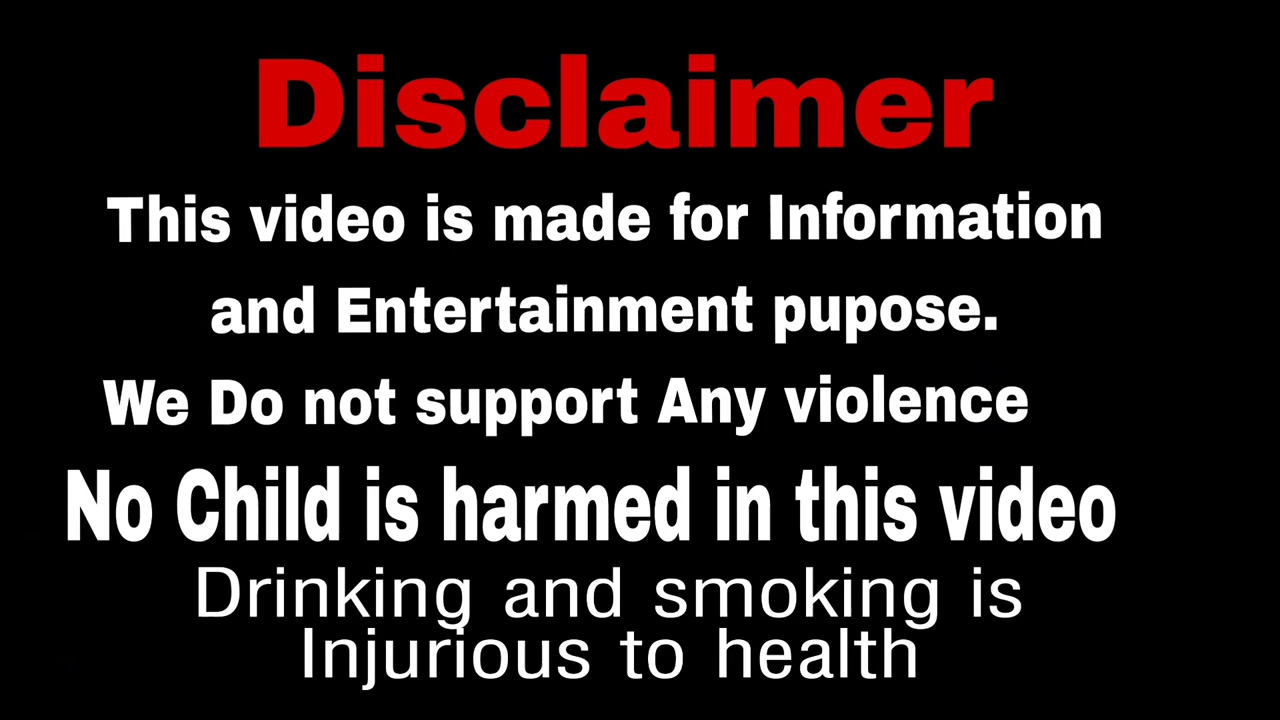 Disclaimer
This video is made for Information
and Entertainment pupose.
We Do not support Any violence
No Child is harmed in this video
Drinking and smoking is
Injurious to health